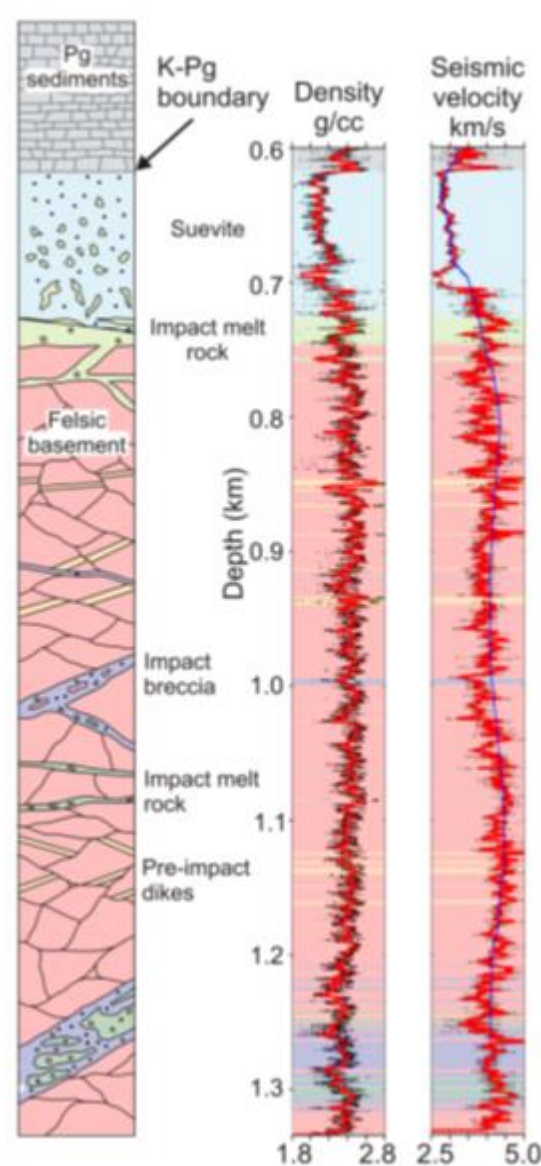 Pg
sediments
K-Pg
boundary
Density
g/cc
Seismic
velocity
km/s
Suevite
Impact melt
rock
Felsic
basement
Impact
breccia
Impact melt
rock
Pre-impact
dikes
Depth (km)
0.6
0.7
0.8
0.9
1.0
1.1
1.2
1.3
1.8
2.8
2.5
5.0